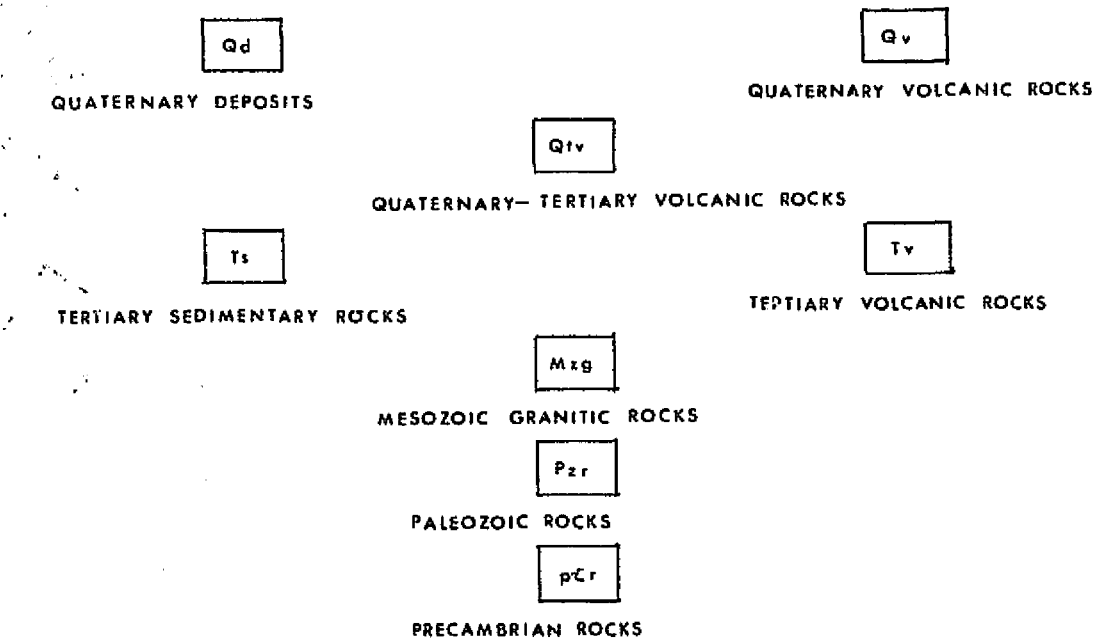 Qd
Qv
QUATERNARY DEPOSITS
QUATERNARY VOLCANIC ROCKS
Qtv
QUATERNARY- TERTIARY VOLCANIC ROCKS
Ts
Tv
TERTIARY SEDIMENTARY ROCKS
TEPTIARY VOLCANIC ROCKS
Mzg
MESOZOIC GRANITIC ROCKS
Pzr
PALEOZOIC ROCKS
pЄr
PRECAMBRIAN ROCKS